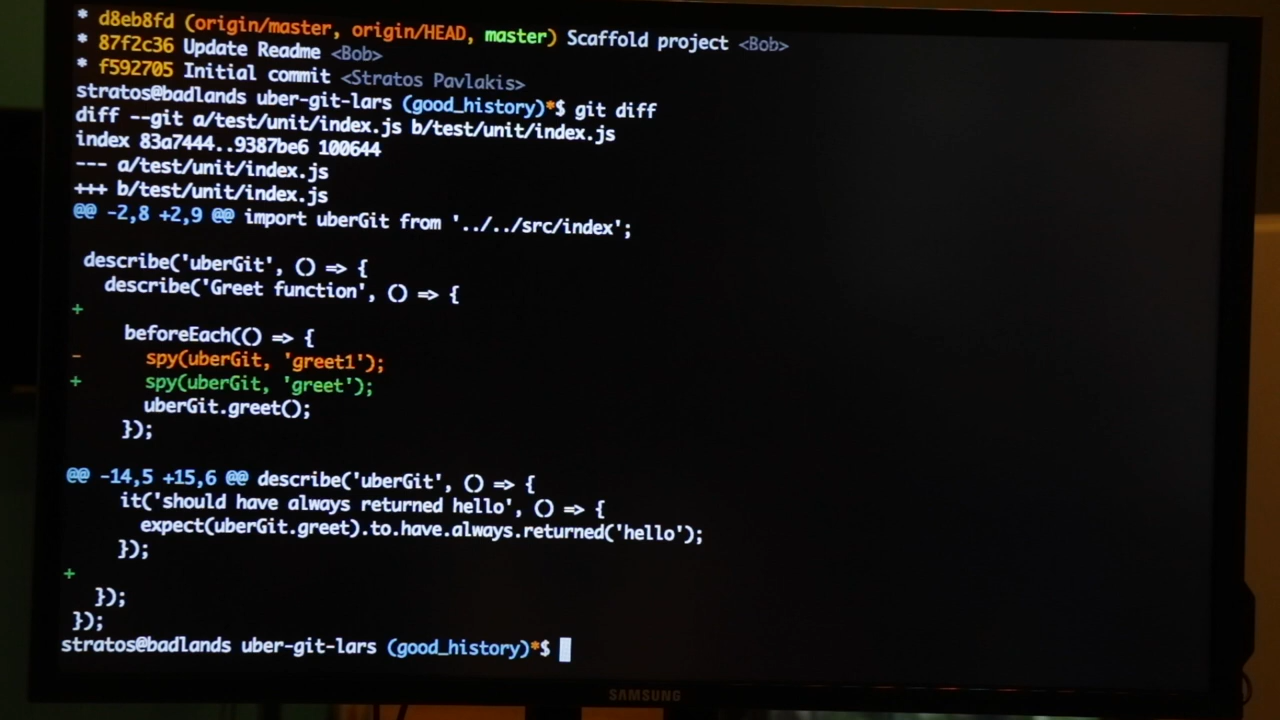 * d8eb8fd (origin/master, origin/HEAD, master) Scaffold project <Bob>
* 87f2c36 Update Readme <Bob>
* f592705 Initial commit <Stratos Pavlakis>
stratos@badlands uber-git-lars (good_history)*$ git diff
diff --git a/test/unit/index.js b/test/unit/index.js
index 83a7444..9387be6 100644
--- a/test/unit/index.js
+++ b/test/unit/index.js
@@ -2,8 +2,9 @@ import uberGit from '../../src/index';

 describe('uberGit', () => {
   describe('Greet function', () => {
+
     beforeEach(() => {
-      spy(uberGit, 'greet1');
+      spy(uberGit, 'greet');
       uberGit.greet();
     });

@@ -14,5 +15,6 @@ describe('uberGit', () => {
     it('should have always returned hello', () => {
       expect(uberGit.greet).to.have.always.returned('hello');
     });
+
   });
 });
stratos@badlands uber-git-lars (good_history)*$
SAMSUNG